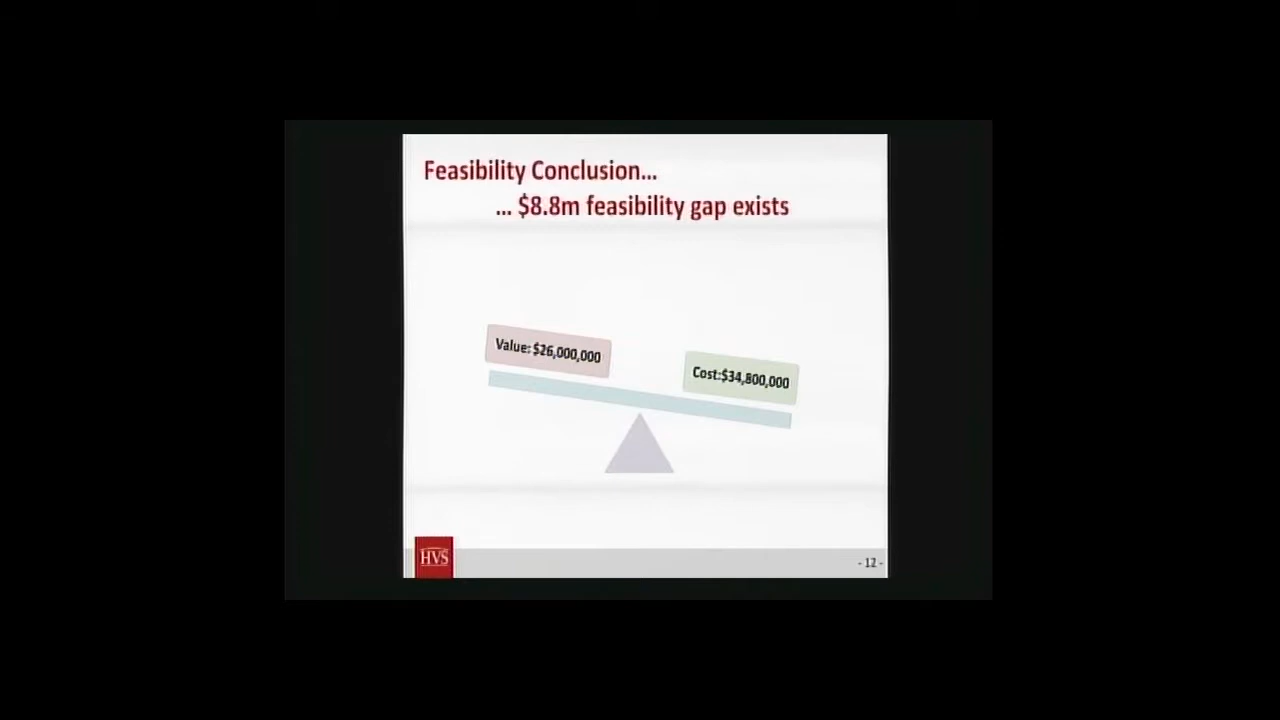 Feasibility Conclusion...
... $8.8m feasibility gap exists
Value: $26,000,000
Cost:$34,800,000
HVS
- 12 -